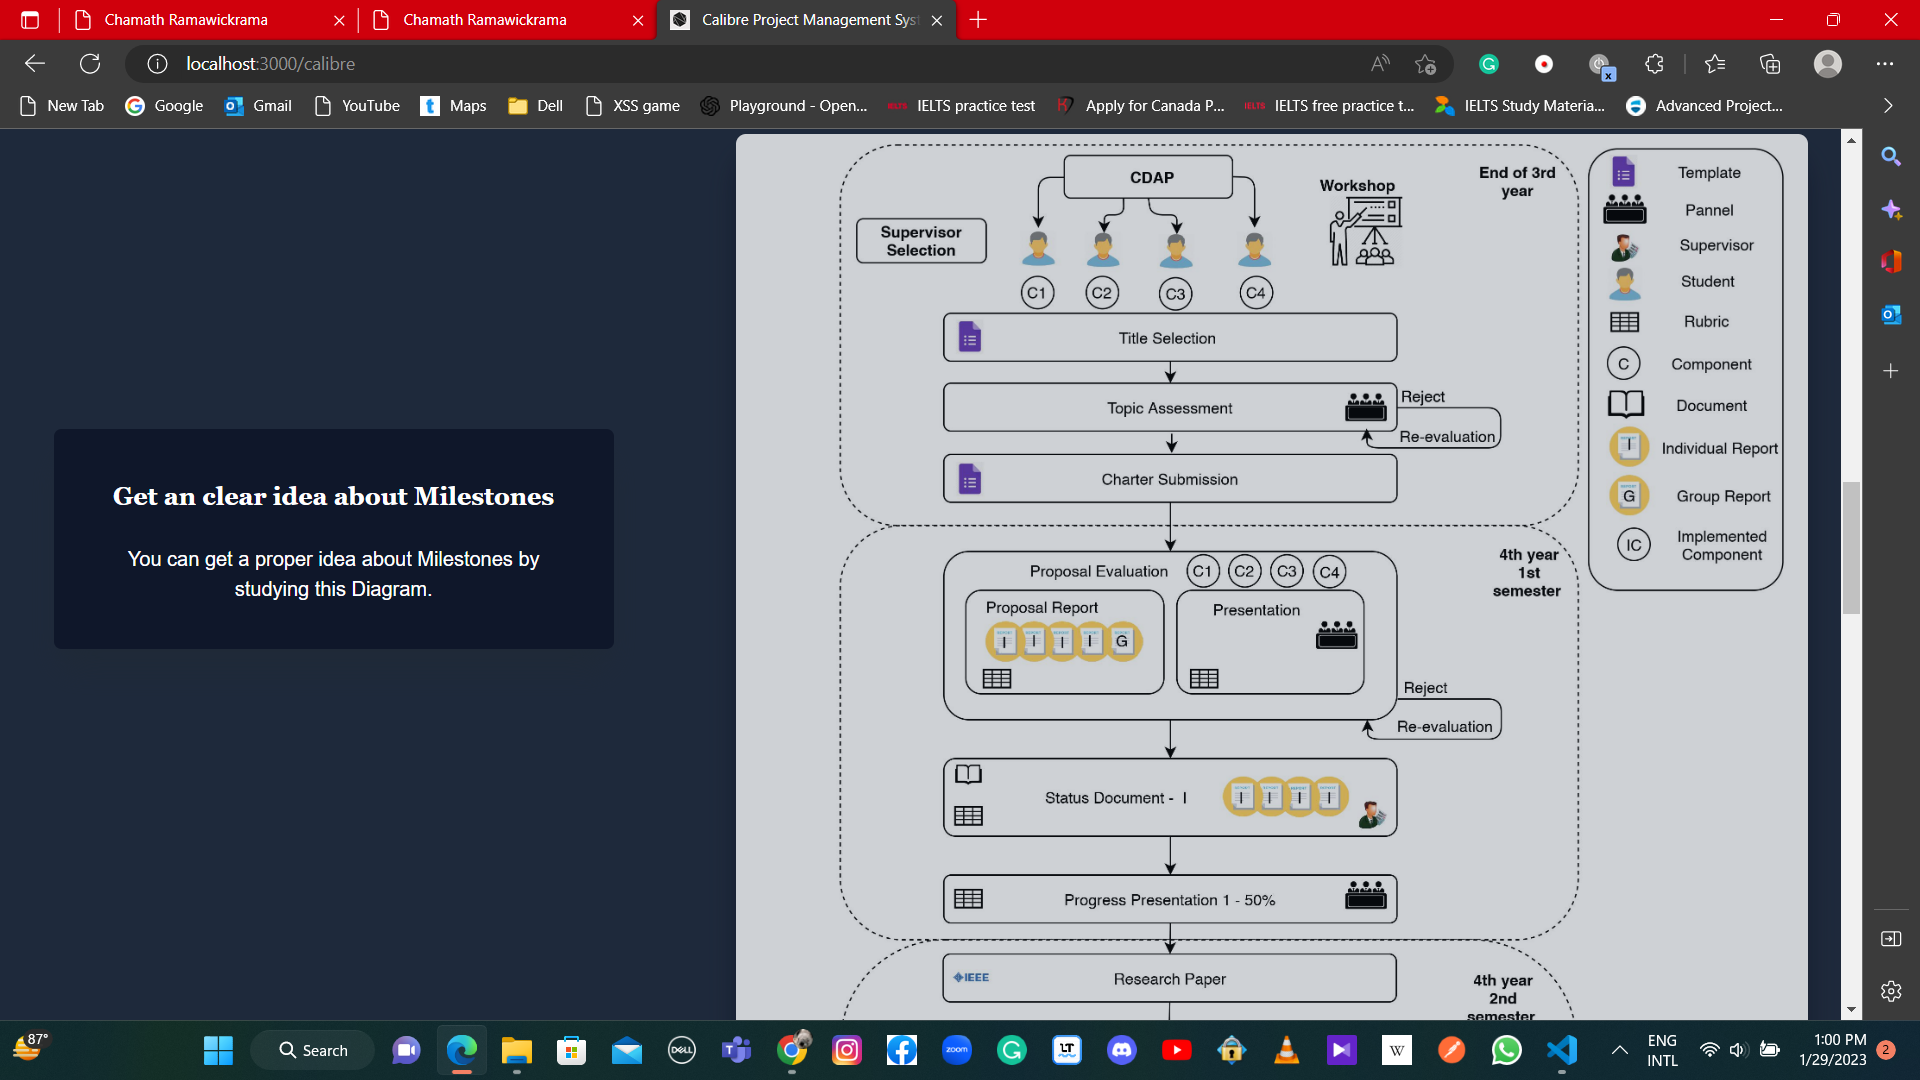 Chamath Ramawickrama
Chamath Ramawickrama
Calibre Project Management Syst
localhost:3000/calibre
New Tab
Google
Gmail
YouTube
Maps
Dell
XSS game
Playground - Open...
IELTS practice test
Apply for Canada P...
IELTS free practice t...
IELTS Study Materia...
Advanced Project...
Get an clear idea about Milestones
You can get a proper idea about Milestones by
studying this Diagram.
CDAP
Workshop
End of 3rd
year
Supervisor
Selection
C1
C2
C3
C4
Title Selection
Topic Assessment
Reject
Re-evaluation
Charter Submission
Template
Pannel
Supervisor
Student
Rubric
C
Component
Document
I
Individual Report
G
Group Report
IC
Implemented
Component
4th year
1st
semester
Proposal Evaluation
C1
C2
C3
C4
Proposal Report
I I I I G
Presentation
Reject
Re-evaluation
Status Document - I
I I I I
Progress Presentation 1 - 50%
IEEE
Research Paper
4th year
2nd
semester
87°
Search
DELL
zoom
LT
W
ENG
INTL
1:00 PM
1/29/2023
2